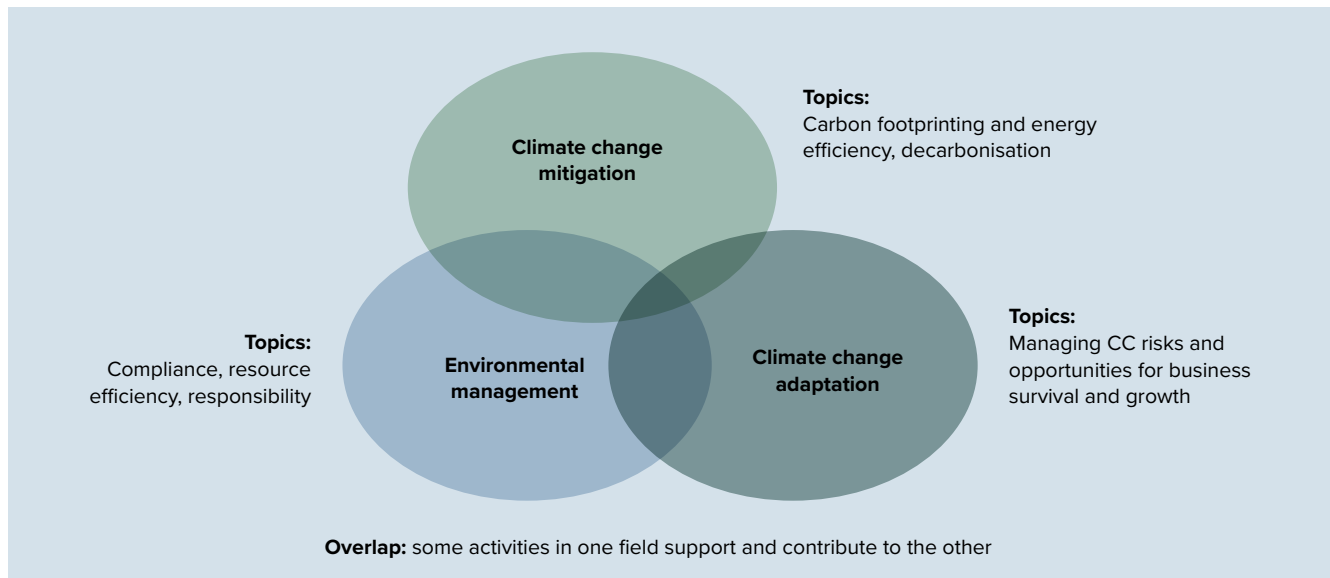 Climate change
mitigation
Topics:
Carbon footprinting and energy
efficiency, decarbonisation
Topics:
Compliance, resource
efficiency, responsibility
Environmental
management
Climate change
adaptation
Topics:
Managing CC risks and
opportunities for business
survival and growth
Overlap: some activities in one field support and contribute to the other